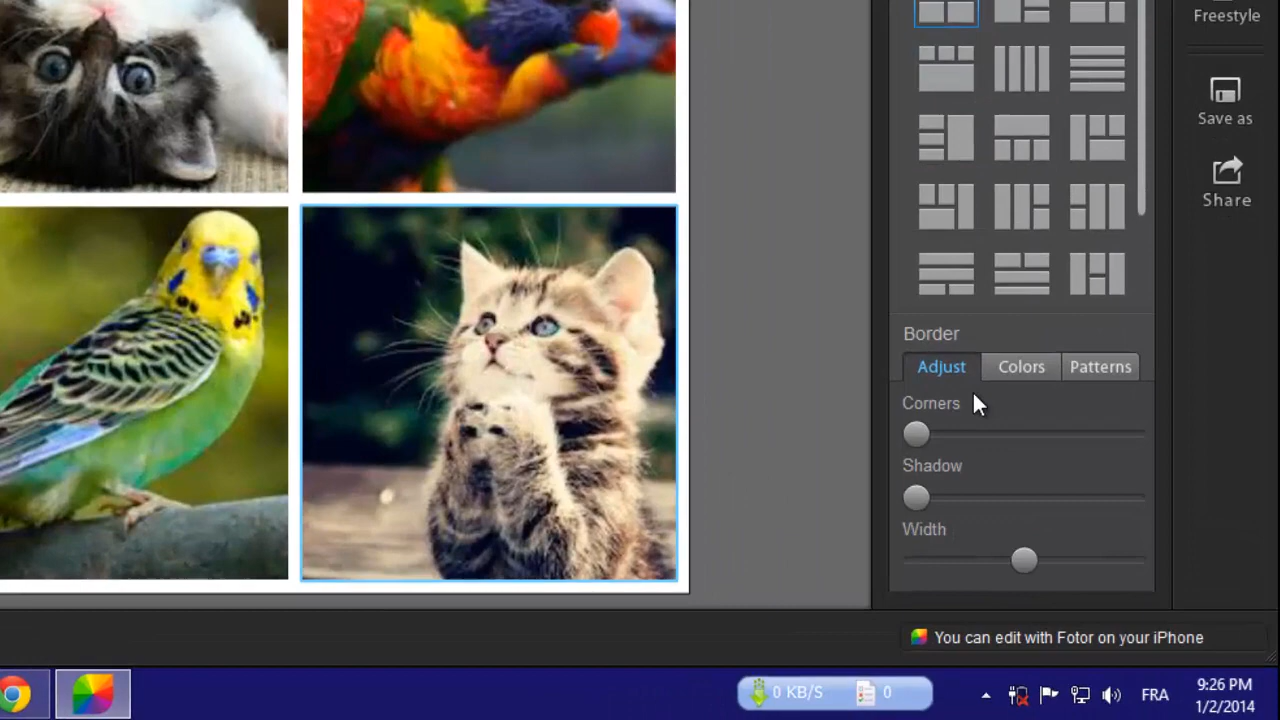 Freestyle
Save as
Share
Border
Adjust
Colors
Patterns
Corners
Shadow
Width
You can edit with Fotor on your iPhone
0 KB/S
0
FRA
9:26 PM
1/2/2014